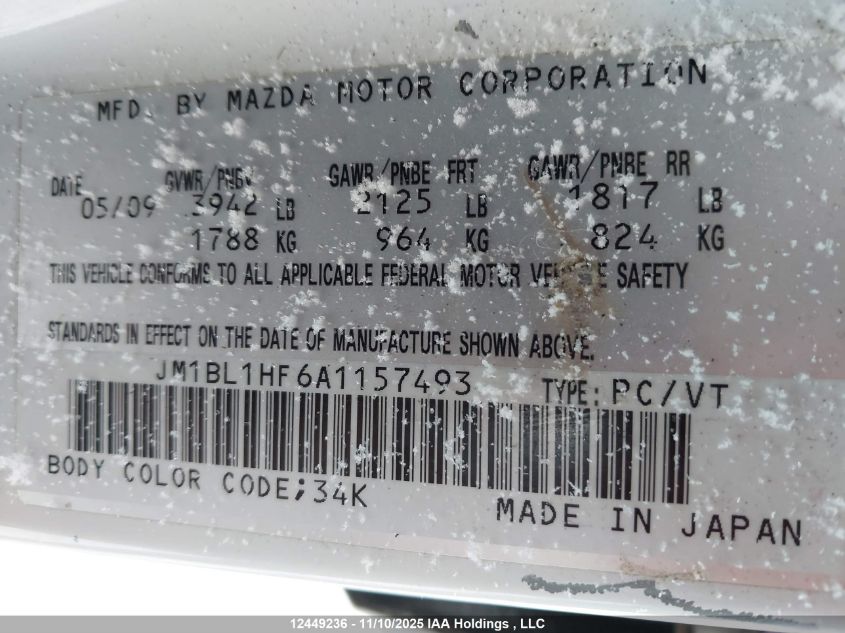 MFD. BY MAZDA MOTOR CORPORATION
DATE GVWR/PNBV GAWR/PNBE FRT GAWR/PNBE RR
05/09 3942 LB 2125 LB 1817 LB
1788 KG 964 KG 824 KG
THIS VEHICLE CONFORMS TO ALL APPLICABLE FEDERAL MOTOR VEHICLE SAFETY
STANDARDS IN EFFECT ON THE DATE OF MANUFACTURE SHOWN ABOVE.
JM1BL1HF6A1157493 TYPE: PC/VT
BODY COLOR CODE;34K
MADE IN JAPAN
12449236 - 11/10/2025 IAA Holdings , LLC